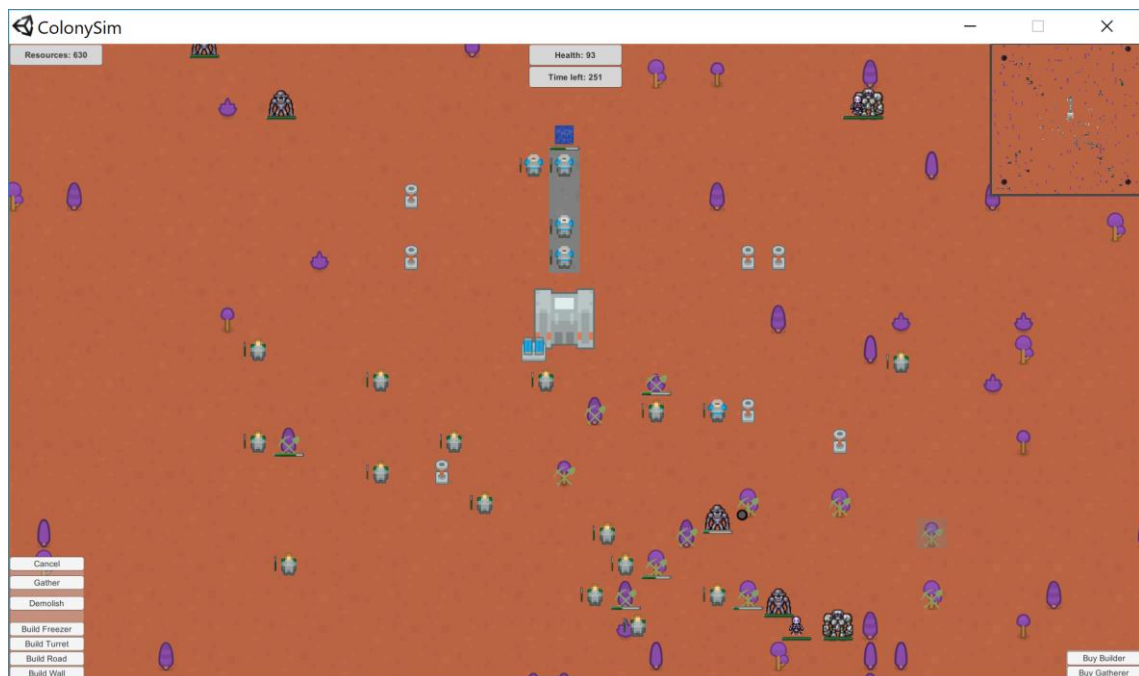 ColonySim
Resources: 630
Health: 93
Time left: 251
Cancel
Gather
Demolish
Build Freezer
Build Turret
Build Road
Build Wall
Buy Builder
Buy Gatherer